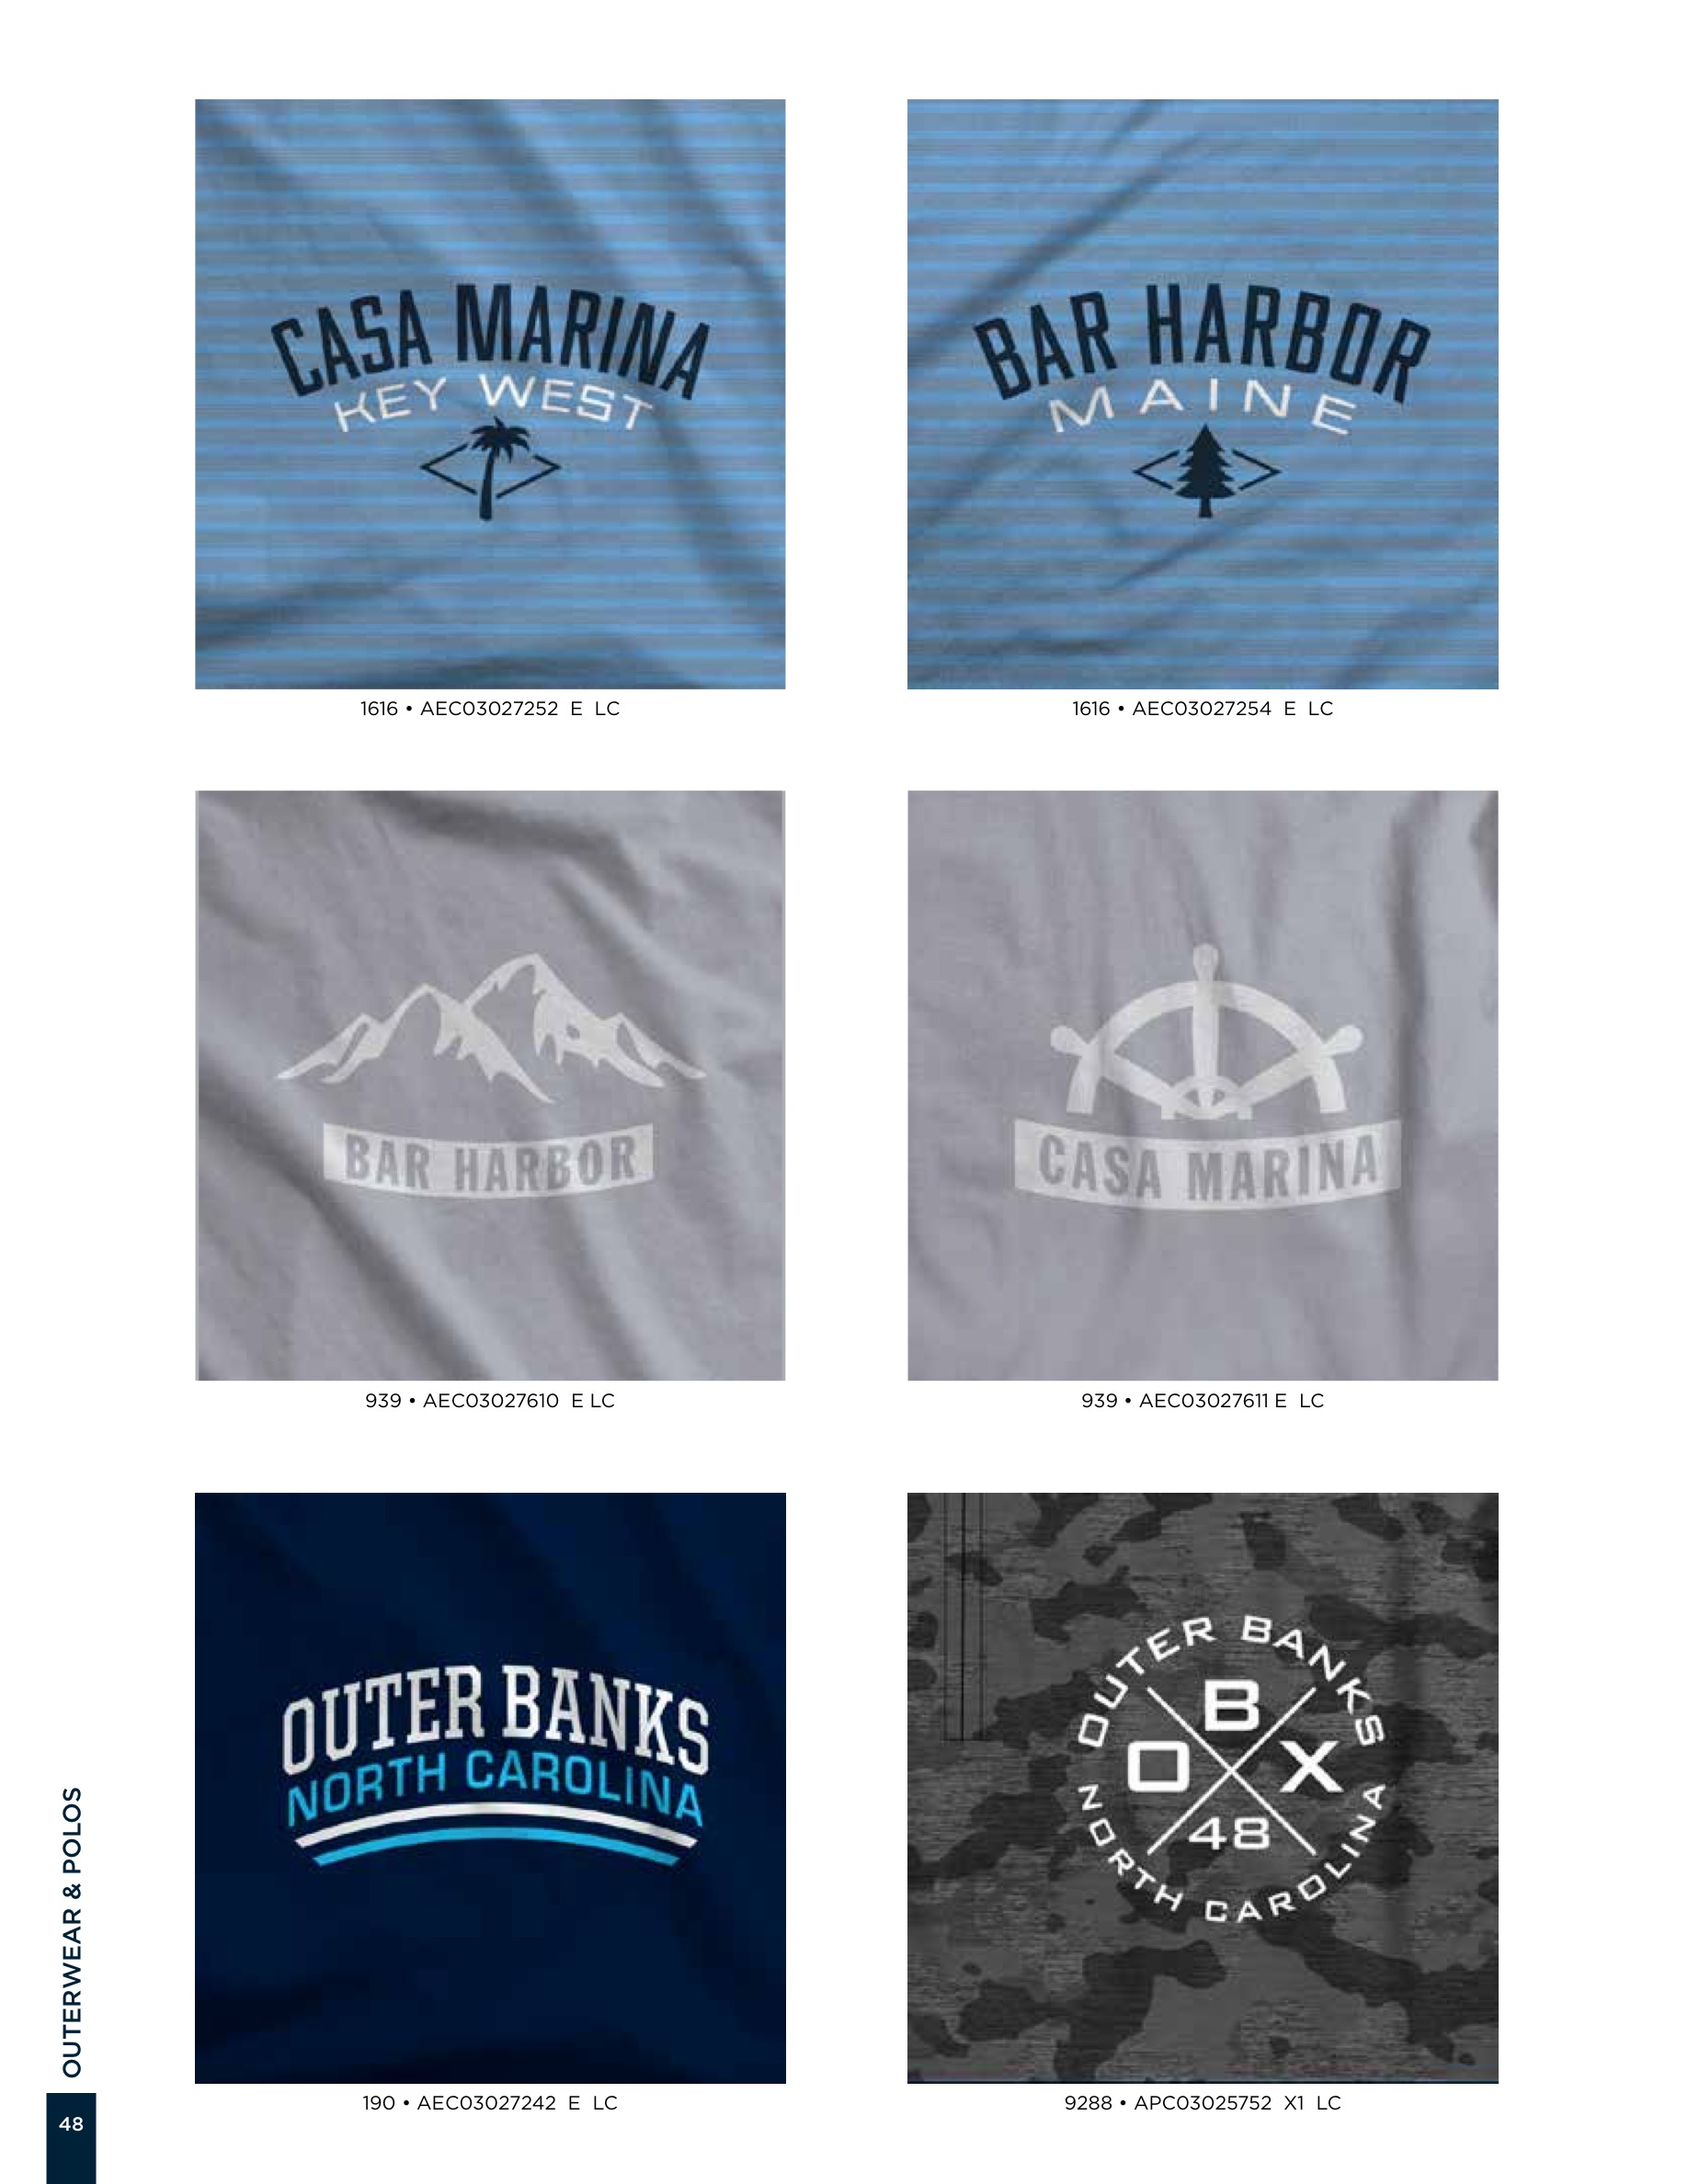 CASA MARINA
KEY WEST
1616 • AEC03027252 E LC
BAR HARBOR
MAINE
1616 • AEC03027254 E LC
BAR HARBOR
939 • AEC03027610 E LC
CASA MARINA
939 • AEC03027611 E LC
OUTER BANKS
NORTH CAROLINA
190 • AEC03027242 E LC
OUTER BANKS
B
O X
48
NORTH CAROLINA
9288 • APC03025752 X1 LC
OUTERWEAR & POLOS
48